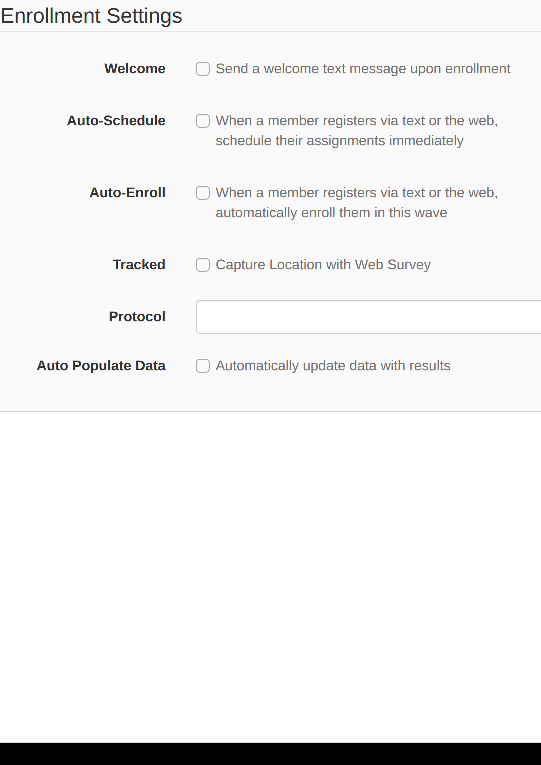 Enrollment Settings
Welcome Send a welcome text message upon enrollment
Auto-Schedule When a member registers via text or the web,
schedule their assignments immediately
Auto-Enroll When a member registers via text or the web,
automatically enroll them in this wave
Tracked Capture Location with Web Survey
Protocol
Auto Populate Data Automatically update data with results